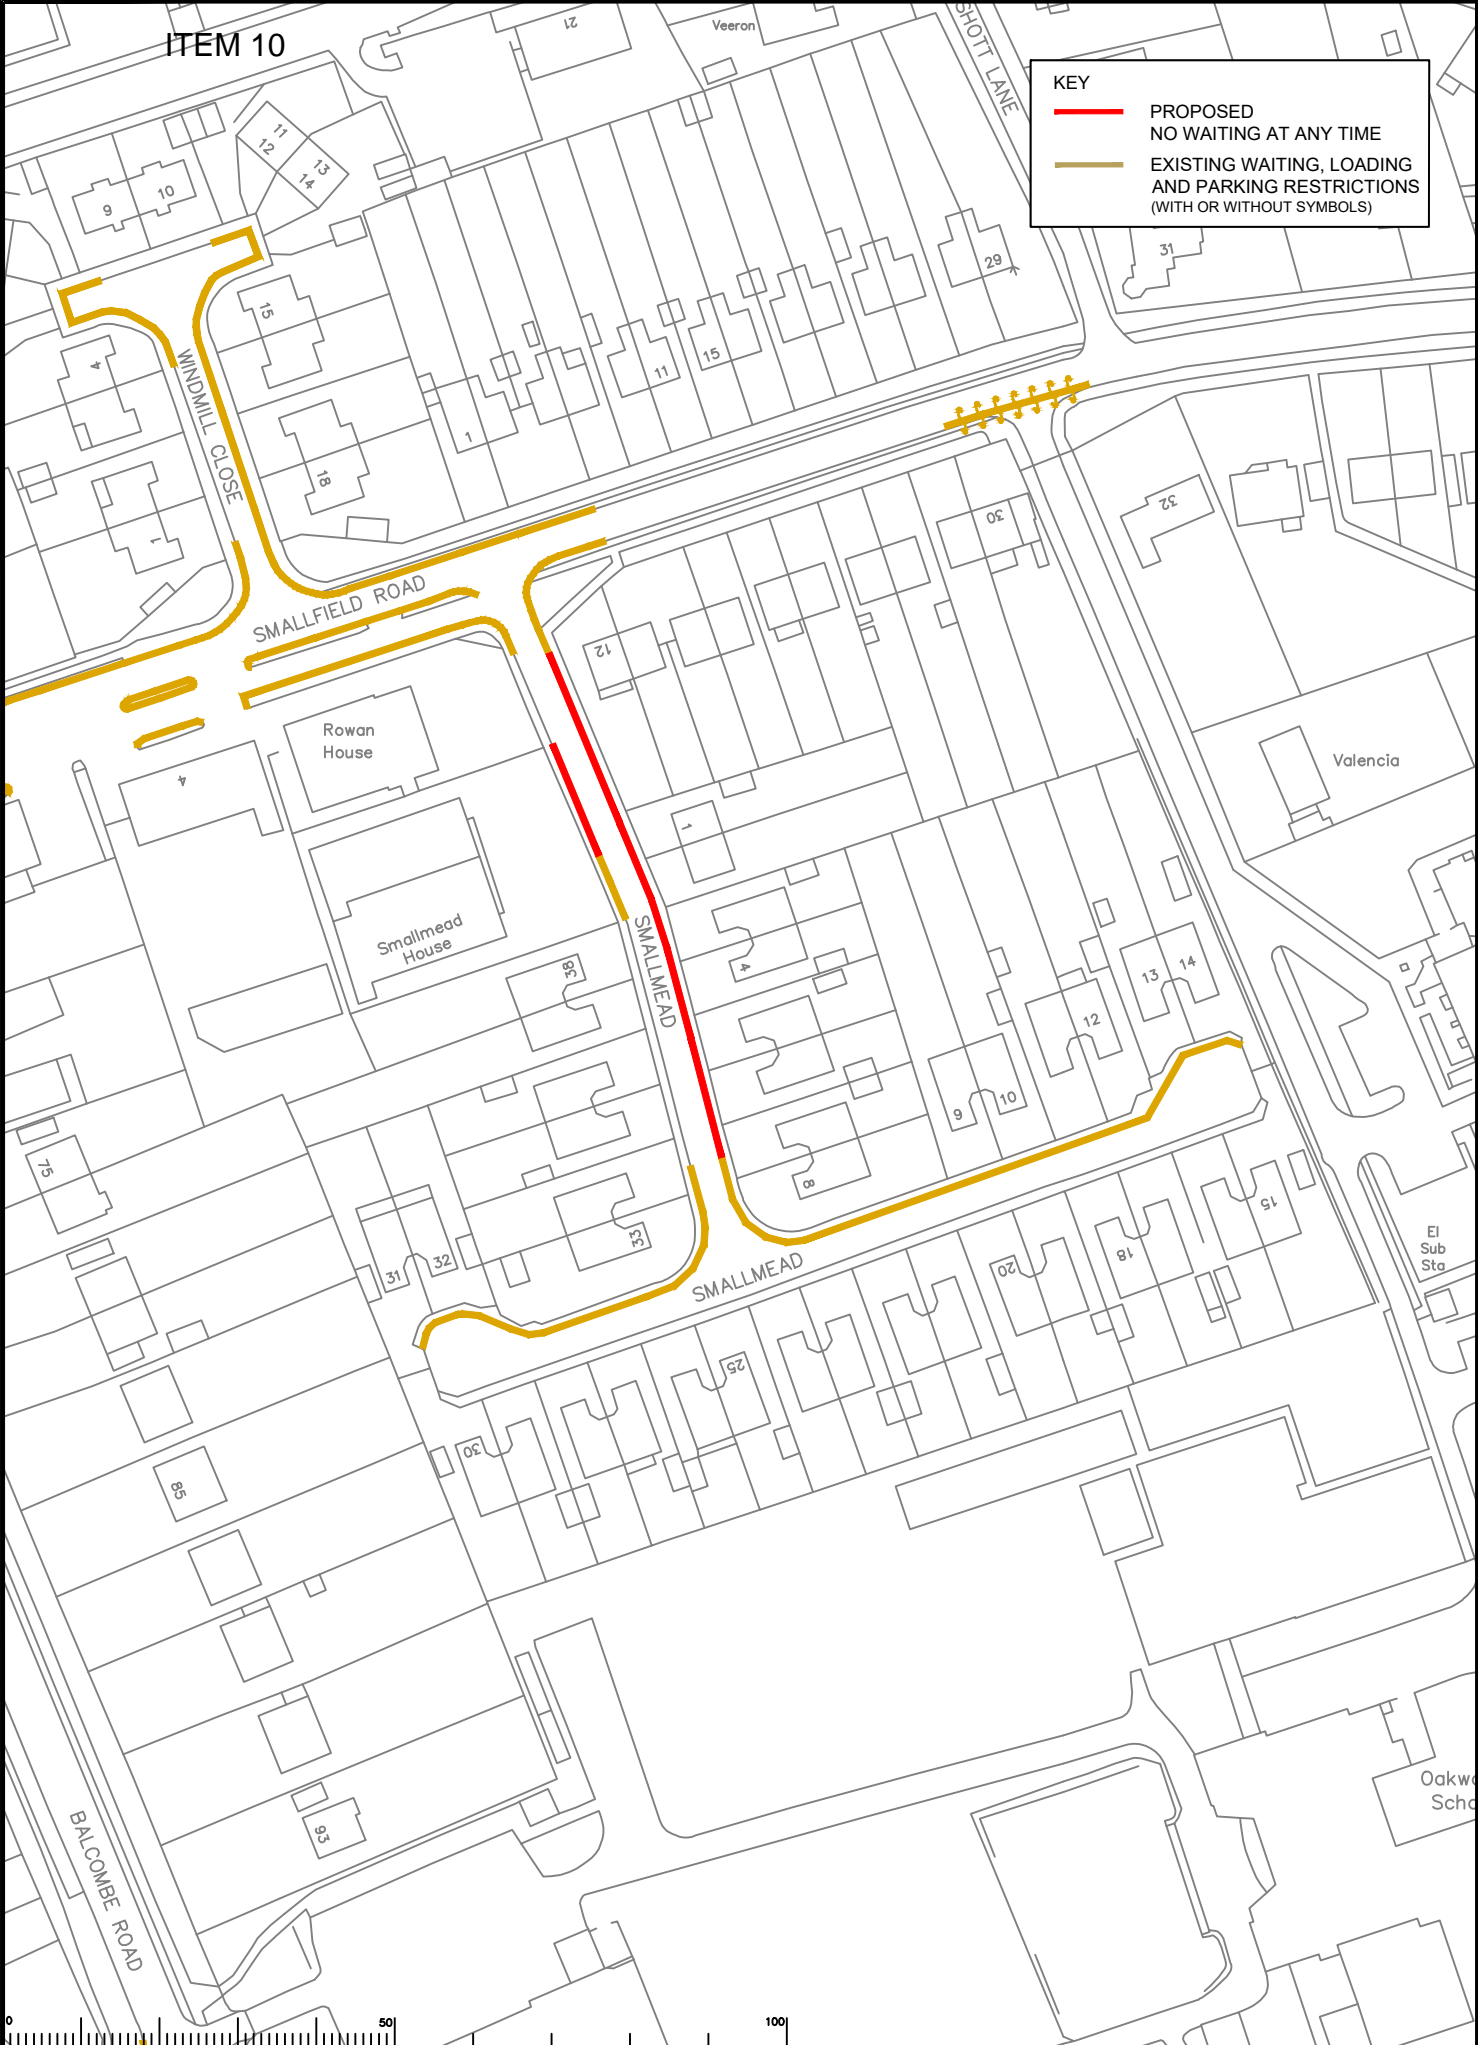 ITEM 10
21
Veeron
SHOTT LANE
KEY
PROPOSED
NO WAITING AT ANY TIME
EXISTING WAITING, LOADING
AND PARKING RESTRICTIONS
(WITH OR WITHOUT SYMBOLS)
11
12
13
14
9
10
31
29
15
4
WINDMILL CLOSE
15
11
1
18
1
30
32
SMALLFIELD ROAD
12
Rowan
House
Valencia
4
1
Smallmead
House
SMALLMEAD
38
4
14
13
12
10
9
75
8
33
32
31
15
El
Sub
Sta
18
20
SMALLMEAD
25
30
85
93
Oakw
Scho
BALCOMBE ROAD
0
50
100